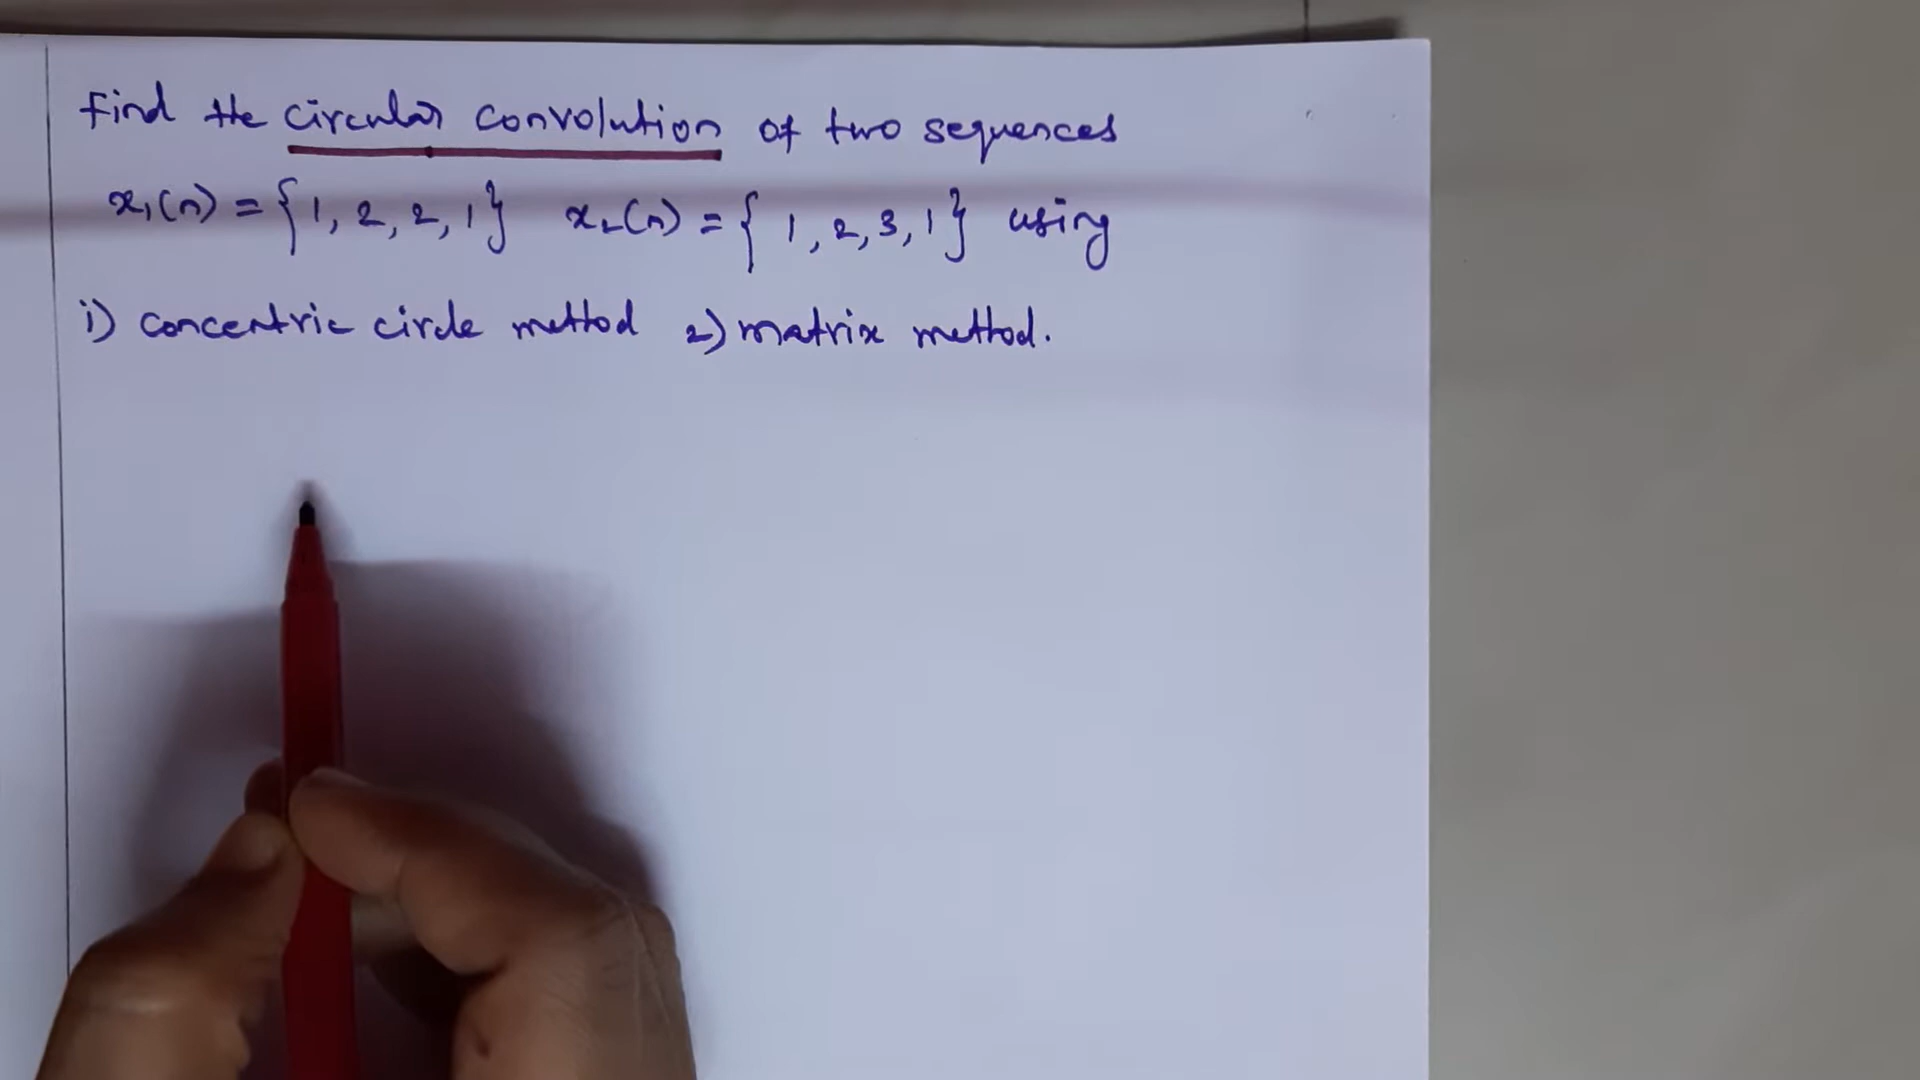 Find the circular convolution of two sequences
x₁(n) = {1, 2, 2, 1} x₂(n) = {1, 2, 3, 1} using
i) concentric circle method 2) matrix method.